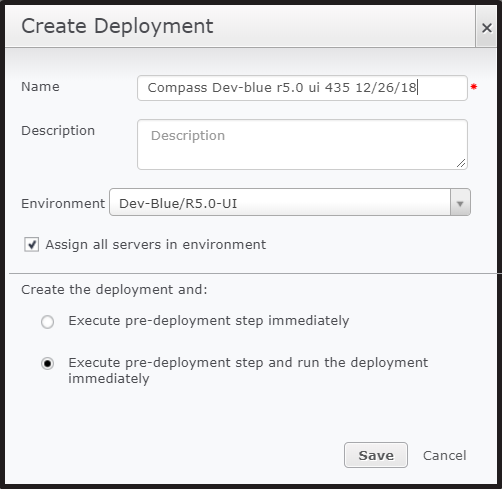 Create Deployment
×
Name Compass Dev-blue r5.0 ui 435 12/26/18 *
Description Description
Environment Dev-Blue/R5.0-UI
Assign all servers in environment
Create the deployment and:
Execute pre-deployment step immediately
Execute pre-deployment step and run the deployment
immediately
Save Cancel